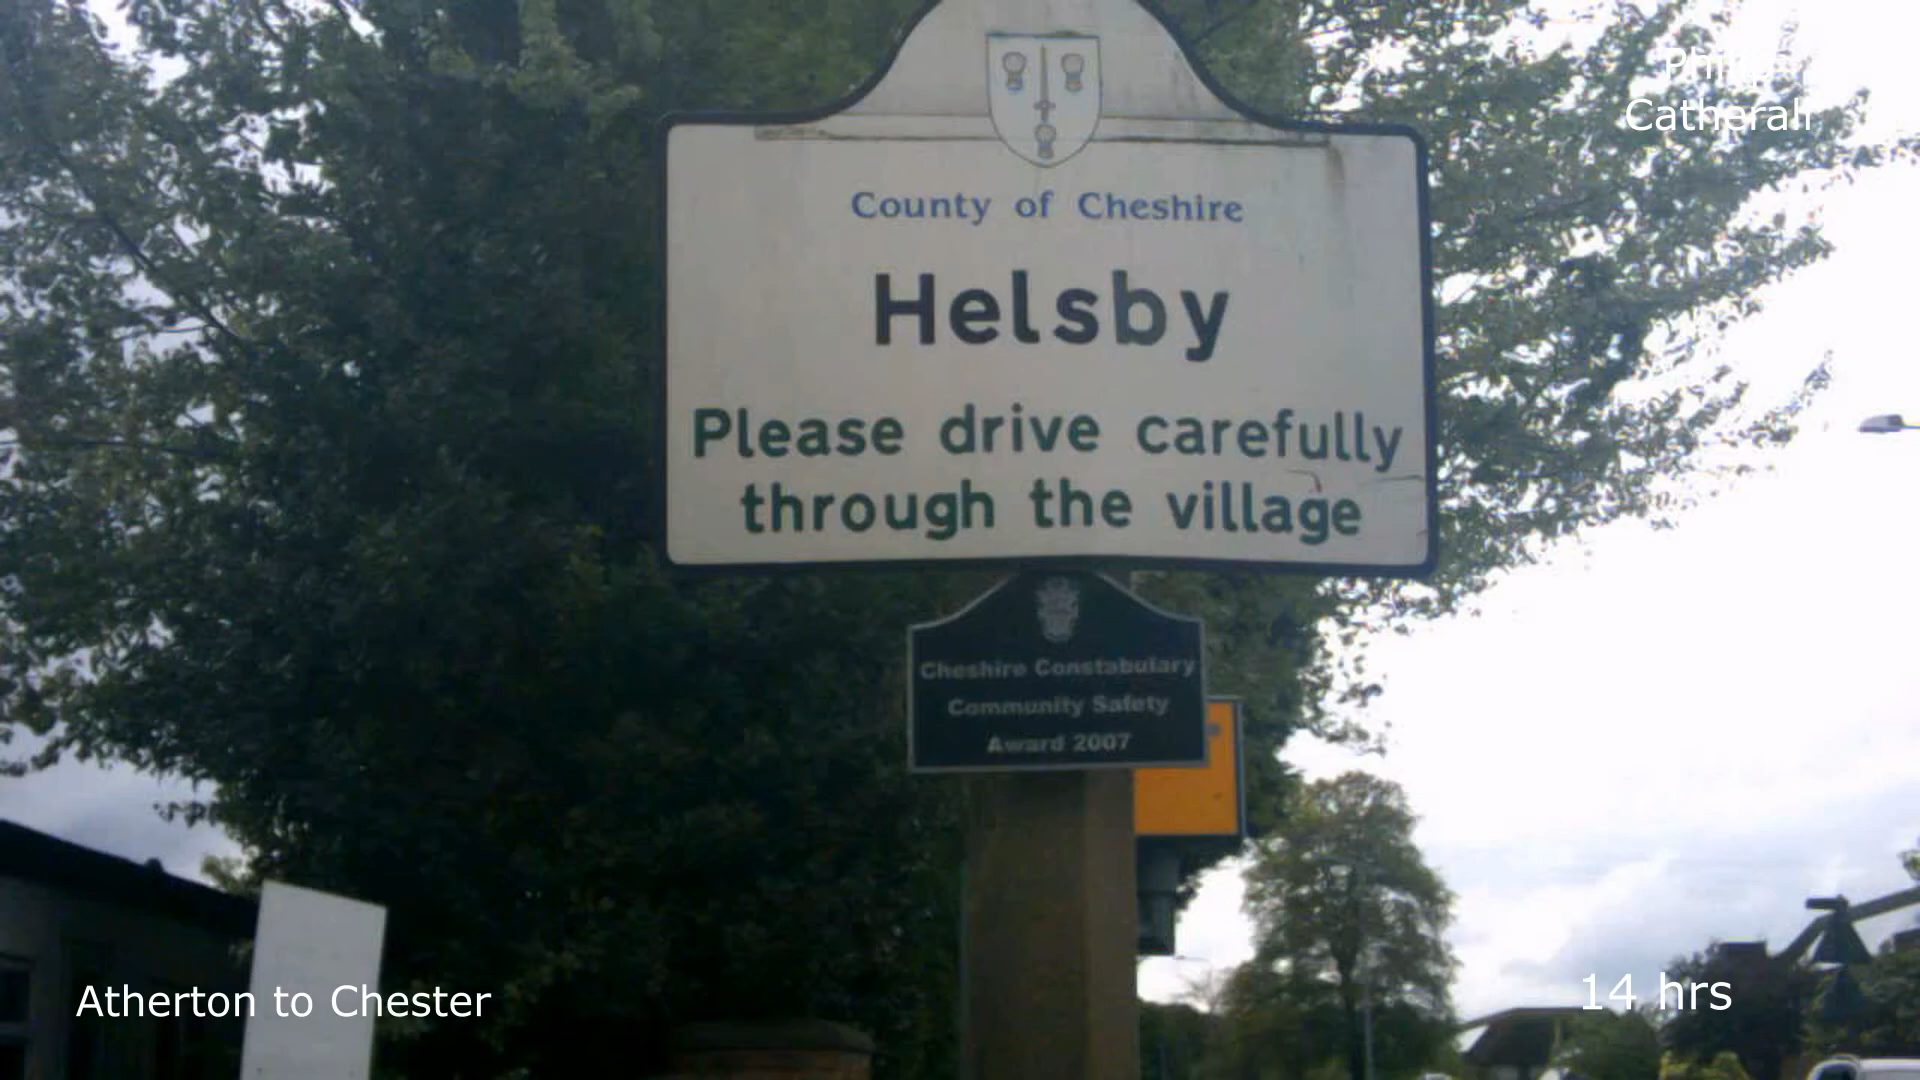 Philip
Catherall
County of Cheshire
Helsby
Please drive carefully
through the village
Cheshire Constabulary
Community Safety
Award 2007
Atherton to Chester
14 hrs